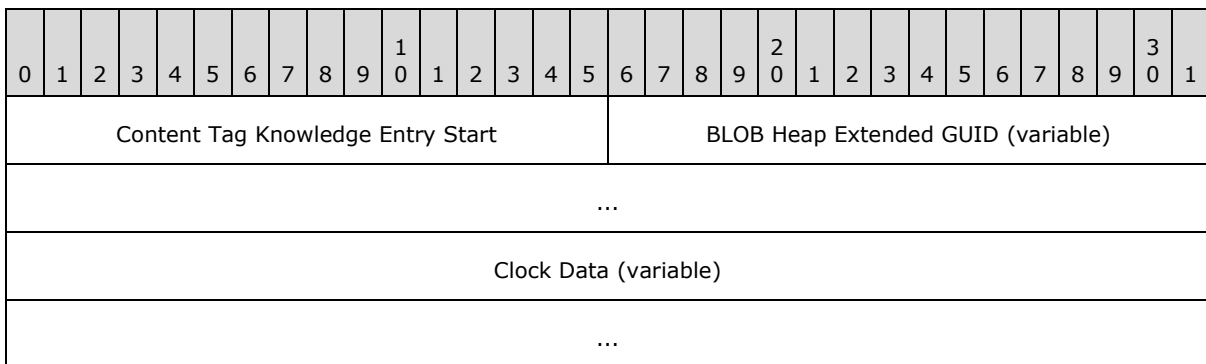 1 2 3
0 1 2 3 4 5 6 7 8 9 0 1 2 3 4 5 6 7 8 9 0 1 2 3 4 5 6 7 8 9 0 1
Content Tag Knowledge Entry Start BLOB Heap Extended GUID (variable)
...
Clock Data (variable)
...